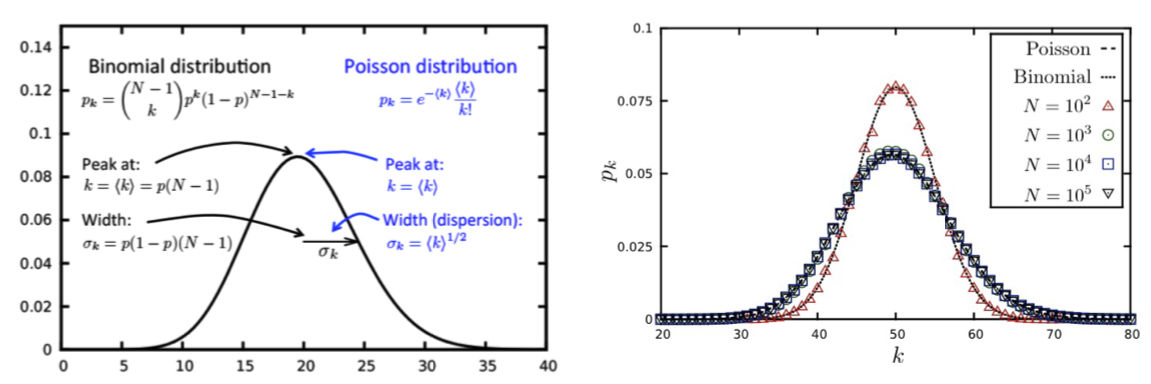 Binomial distribution
p_k = \binom{N-1}{k} p^k (1-p)^{N-1-k}
Poisson distribution
p_k = e^{-⟨k⟩} \frac{⟨k⟩}{k!}
Peak at:
k = ⟨k⟩ = p(N − 1)
Peak at:
k = ⟨k⟩
Width:
σ_k = p(1 − p)(N − 1)
Width (dispersion):
σ_k = ⟨k⟩^{1/2}
σ_k
0.14
0.12
0.1
0.08
0.06
0.04
0.02
0
0 5 10 15 20 25 30 35 40
Poisson
Binomial
N = 10^2
N = 10^3
N = 10^4
N = 10^5
p_k
0.1
0.075
0.05
0.025
0
20 30 40 50 60 70 80
k